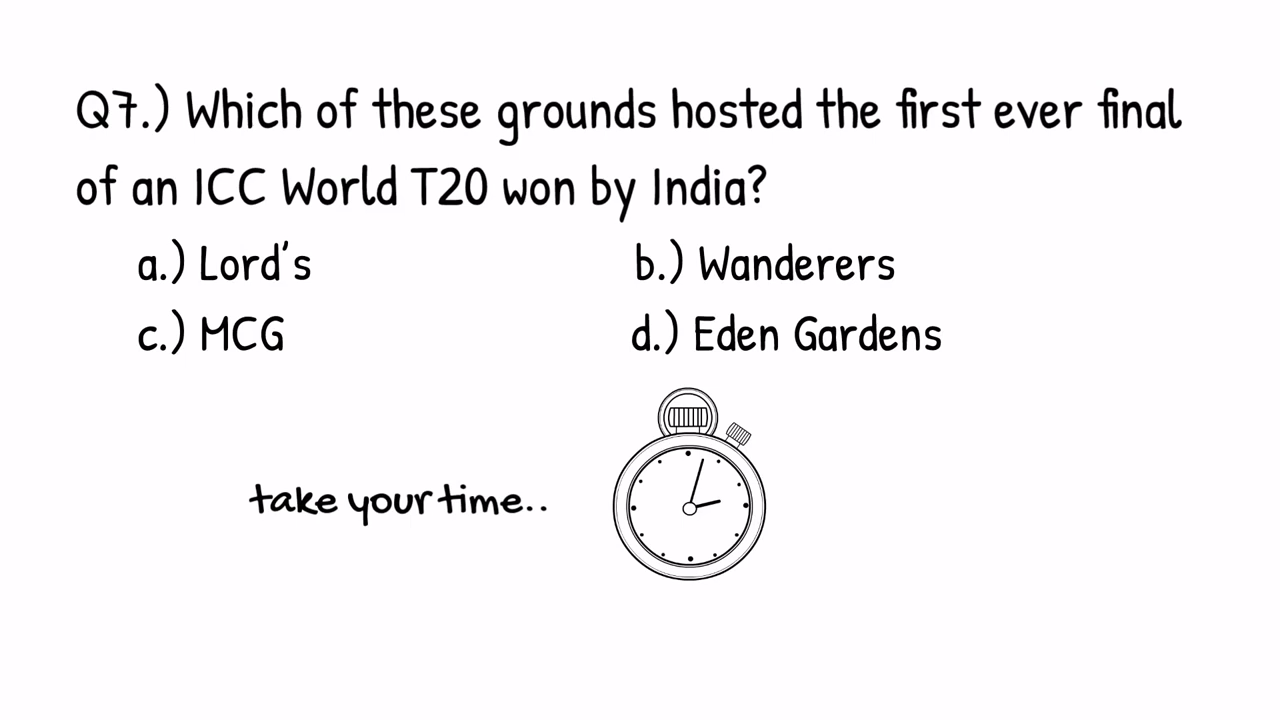 Q7.) Which of these grounds hosted the first ever final
of an ICC World T20 won by India?
a.) Lord's b.) Wanderers
c.) MCG d.) Eden Gardens
take your time..